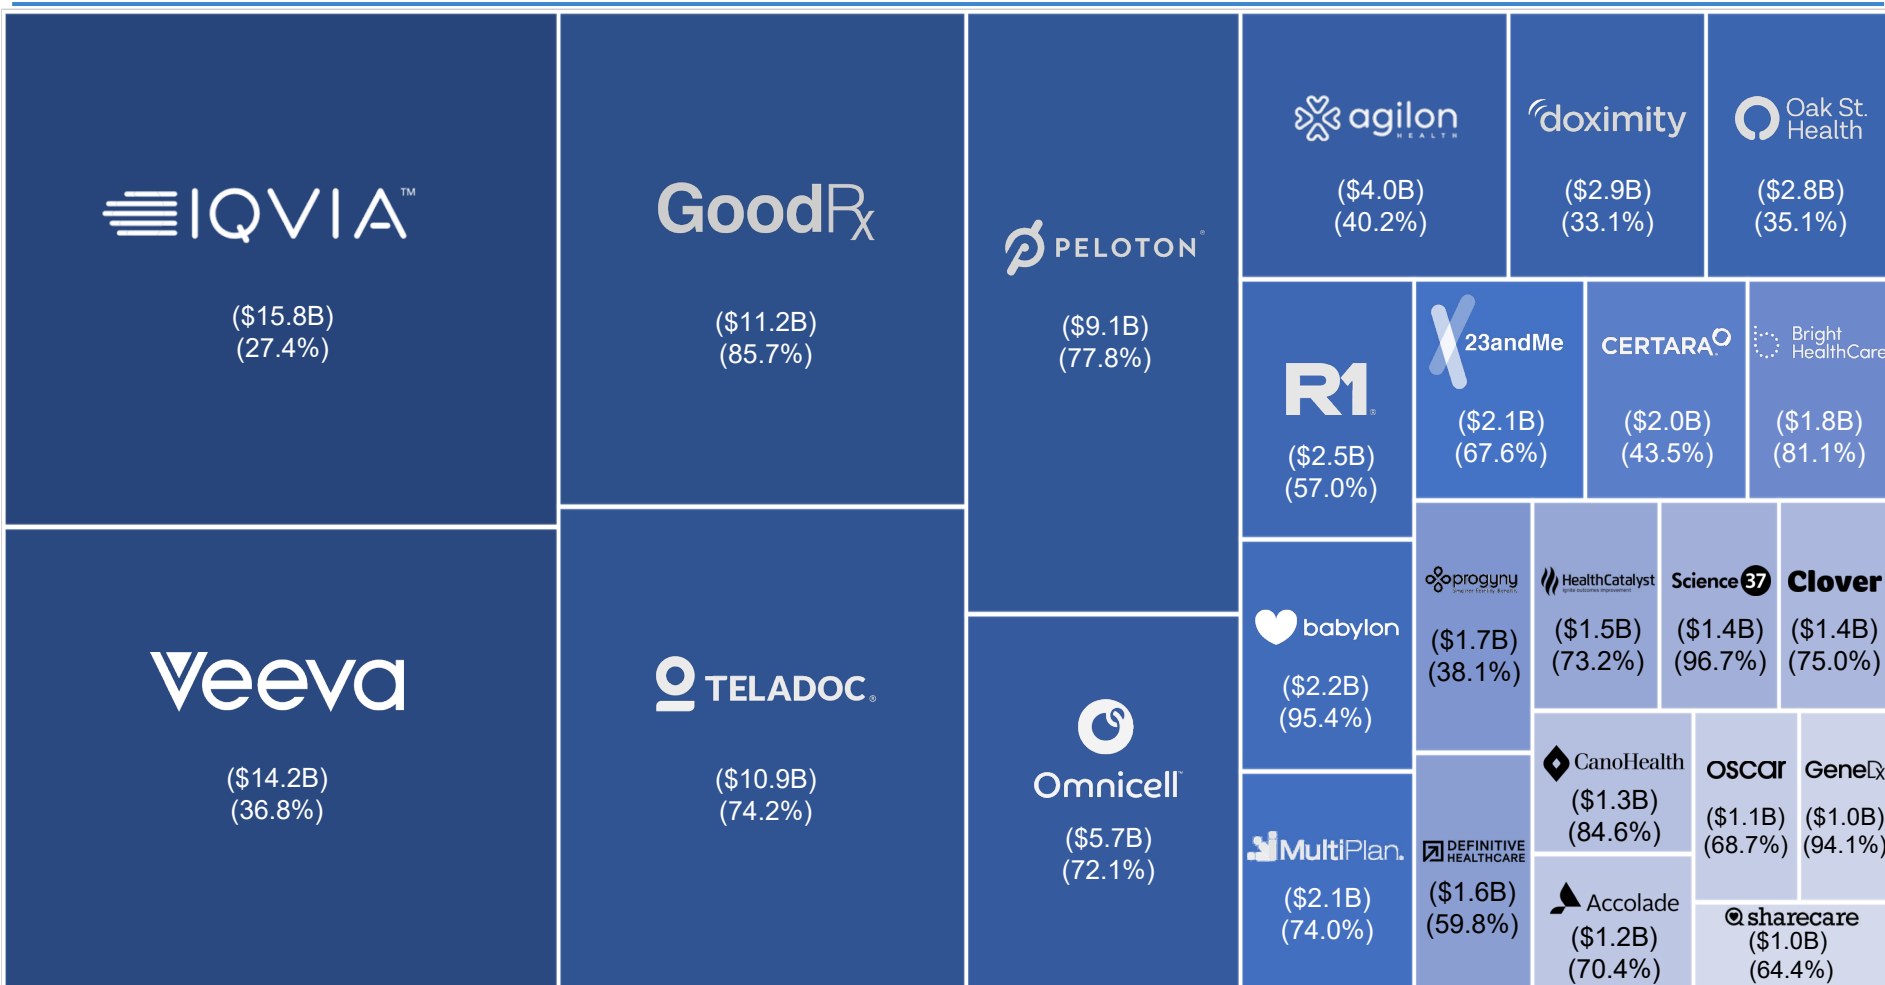 IQVIA™
($15.8B)
(27.4%)
Veeva
($14.2B)
(36.8%)
GoodRx
($11.2B)
(85.7%)
TELADOC®
($10.9B)
(74.2%)
PELOTON®
($9.1B)
(77.8%)
Omnicell™
($5.7B)
(72.1%)
agilon
HEALTH
($4.0B)
(40.2%)
doximity
($2.9B)
(33.1%)
Oak St.
Health
($2.8B)
(35.1%)
R1®
($2.5B)
(57.0%)
babylon
($2.2B)
(95.4%)
MultiPlan.
($2.1B)
(74.0%)
23andMe
($2.1B)
(67.6%)
CERTARA
($2.0B)
(43.5%)
Bright
HealthCare
($1.8B)
(81.1%)
progyny
($1.7B)
(38.1%)
DEFINITIVE
HEALTHCARE
($1.6B)
(59.8%)
HealthCatalyst
ignite outcomes improvement
($1.5B)
(73.2%)
Science 37
($1.4B)
(96.7%)
Clover
($1.4B)
(75.0%)
CanoHealth
($1.3B)
(84.6%)
Accolade
($1.2B)
(70.4%)
oscar
($1.1B)
(68.7%)
GeneDx
($1.0B)
(94.1%)
sharecare
($1.0B)
(64.4%)